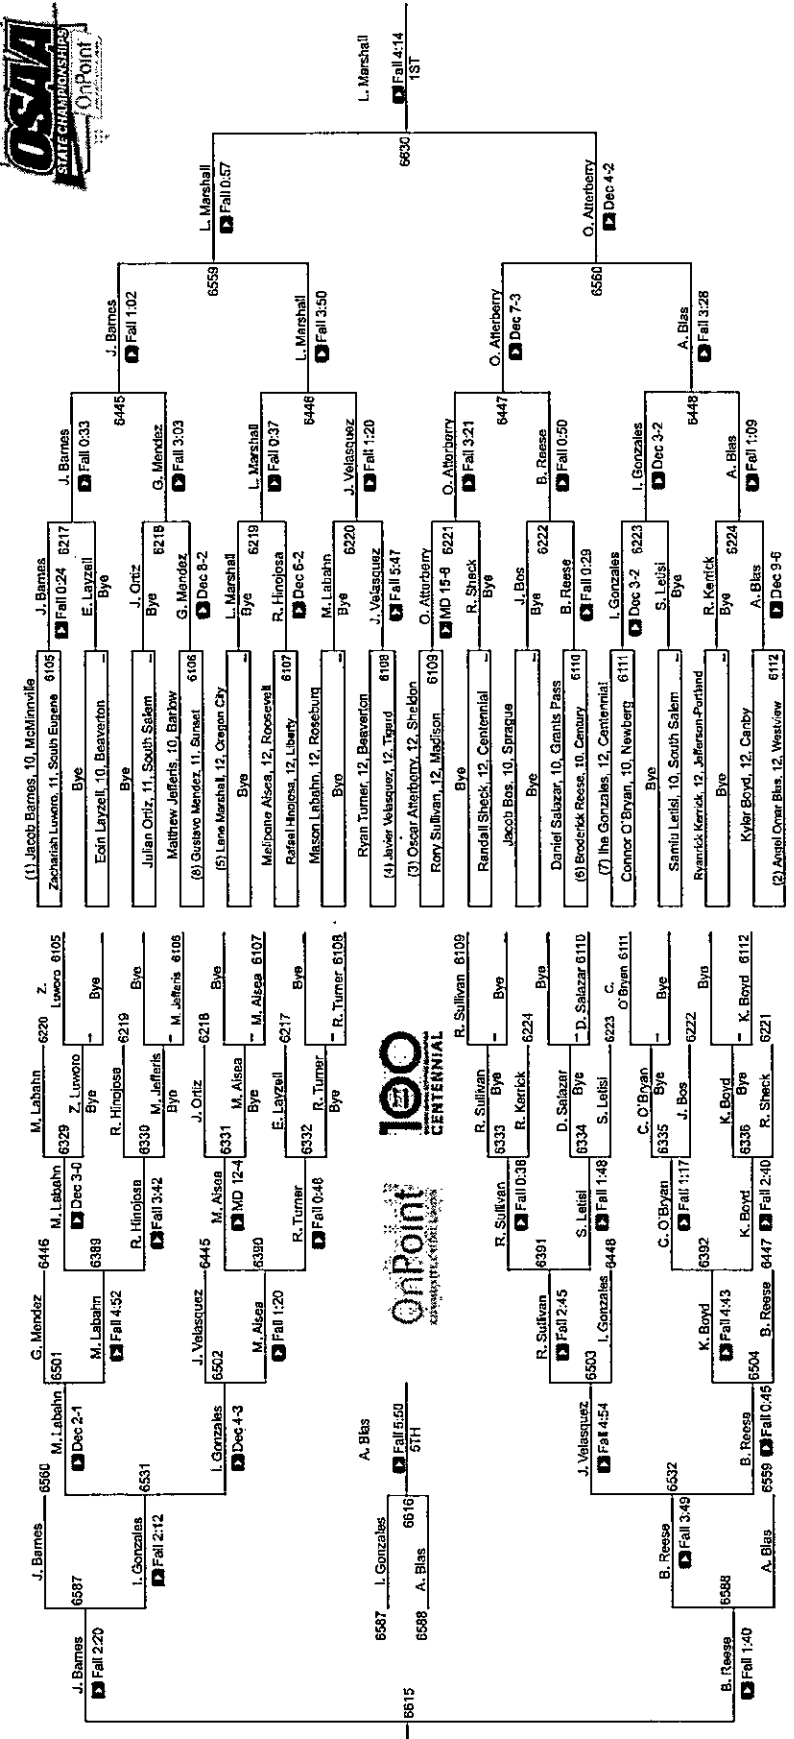 OSAA
STATE CHAMPIONSHIPS
OnPoint
(1) Jacob Barnes, 10, McMinnville
Zachariah Luworo, 11, South Eugene 6105
Bye
Eoin Layzell, 10, Beaverton
Bye
Julian Ortiz, 11, South Salem
Matthew Jefferis, 10, Barlow
(8) Gustavo Mendez, 11, Sunset 6106
(5) Lane Marshall, 12, Oregon City
Bye
Melinone Aisea, 12, Roosevelt
Rafael Hinojosa, 12, Liberty 6107
Mason Labahn, 12, Roseburg
Bye
Ryan Turner, 12, Beaverton
(4) Javier Velasquez, 12, Tigard 6108
(3) Oscar Atterberry, 12, Sheldon
Rory Sullivan, 12, Madison 6109
Bye
Randall Sheck, 12, Centennial
Jacob Bos, 10, Sprague
Bye
Daniel Salazar, 10, Grants Pass
(6) Broderick Reese, 10, Century 6110
(7) Ihe Gonzales, 12, Centennial
Connor O'Bryan, 10, Newberg 6111
Bye
Samiu Letisi, 10, South Salem
Ryannick Kerrick, 12, Jefferson-Portland
Bye
Kyler Boyd, 12, Canby
(2) Angel Omar Blas, 12, Westview 6112
J. Barnes
Fall 0:24 6217
E. Layzell
Bye
J. Ortiz
Bye 6218
G. Mendez
Dec 8-2
L. Marshall
Bye 6219
R. Hinojosa
Dec 6-2
M. Labahn
Bye 6220
J. Velasquez
Fall 5:47
O. Atterberry
MD 15-6 6221
R. Sheck
Bye
J. Bos
Bye 6222
B. Reese
Fall 0:29
I. Gonzales
Dec 3-2 6223
S. Letisi
Bye
R. Kerrick
Bye 6224
A. Blas
Dec 9-6
J. Barnes
Fall 0:33
6445
G. Mendez
Fall 3:03
L. Marshall
Fall 0:37
6446
J. Velasquez
Fall 1:20
O. Atterberry
Fall 3:21
6447
B. Reese
Fall 0:50
I. Gonzales
Dec 3-2
6448
A. Blas
Fall 1:09
J. Barnes
Fall 1:02
6559
L. Marshall
Fall 3:50
O. Atterberry
Dec 7-3
6560
A. Blas
Fall 3:28
L. Marshall
Fall 0:57
6630
O. Atterberry
Dec 4-2
L. Marshall
Fall 4:14
1ST
Z.
Luworo 6105
Bye
Bye
M. Jefferis 6106
Bye
M. Aisea 6107
Bye
R. Turner 6108
R. Sullivan 6109
Bye
Bye
D. Salazar 6110
C.
O'Bryan 6111
Bye
Bye
K. Boyd 6112
M. Labahn 6220
6329 Z. Luworo
Bye
R. Hinojosa 6219
6330 M. Jefferis
Bye
J. Ortiz 6218
6331 M. Aisea
Bye
E. Layzell 6217
6332 R. Turner
Bye
100
CENTENNIAL
R. Sullivan
6333 Bye
R. Kerrick 6224
D. Salazar
6334 Bye
S. Letisi 6223
C. O'Bryan
6335 Bye
J. Bos 6222
K. Boyd
6336 Bye
R. Sheck 6221
M. Labahn
Dec 3-0
6389
R. Hinojosa
Fall 3:42
M. Aisea
MD 12-4
6390
R. Turner
Fall 0:48
OnPoint
R. Sullivan
Fall 0:38
6391
S. Letisi
Fall 1:48
C. O'Bryan
Fall 1:17
6392
K. Boyd
Fall 2:40
G. Mendez 6446
6501
M. Labahn
Fall 4:52
J. Velasquez 6445
6502
M. Aisea
Fall 1:20
R. Sullivan
Fall 2:45
6503
I. Gonzales 6448
K. Boyd
Fall 4:43
6504
B. Reese 6447
M. Labahn
Dec 2-1
6531
I. Gonzales
Dec 4-3
J. Velasquez
Fall 4:54
6532
B. Reese
Fall 0:45
J. Barnes 6560
6587
I. Gonzales
Fall 2:12
B. Reese
Fall 3:49
6588
A. Blas 6559
6587 I. Gonzales
6616
6588 A. Blas
A. Blas
Fall 5:50
5TH
J. Barnes
Fall 2:20
6615
B. Reese
Fall 1:40